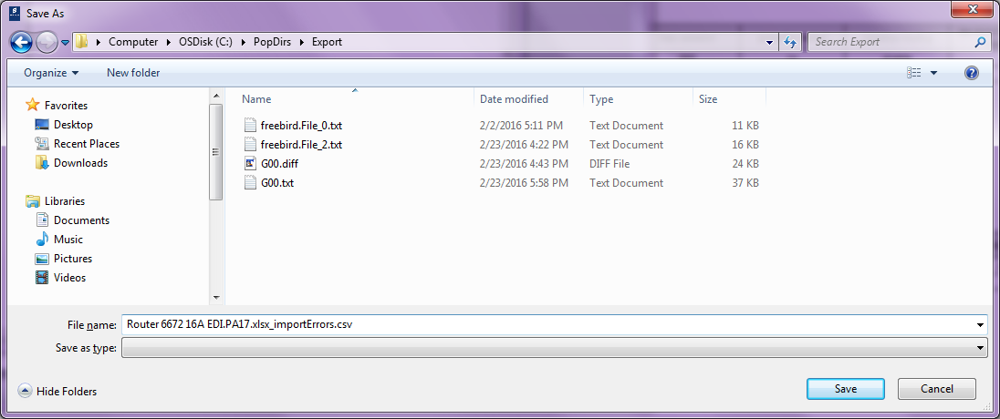 Save As
Computer OSDisk (C:) PopDirs Export
Search Export
Organize New folder
Name Date modified Type Size
Favorites
Desktop
Recent Places
Downloads
Libraries
Documents
Music
Pictures
Videos
freebird.File_0.txt 2/2/2016 5:11 PM Text Document 11 KB
freebird.File_2.txt 2/23/2016 4:22 PM Text Document 16 KB
G00.diff 2/23/2016 4:43 PM DIFF File 24 KB
G00.txt 2/23/2016 5:58 PM Text Document 37 KB
File name: Router 6672 16A EDI.PA17.xlsx_importErrors.csv
Save as type:
Hide Folders
Save Cancel